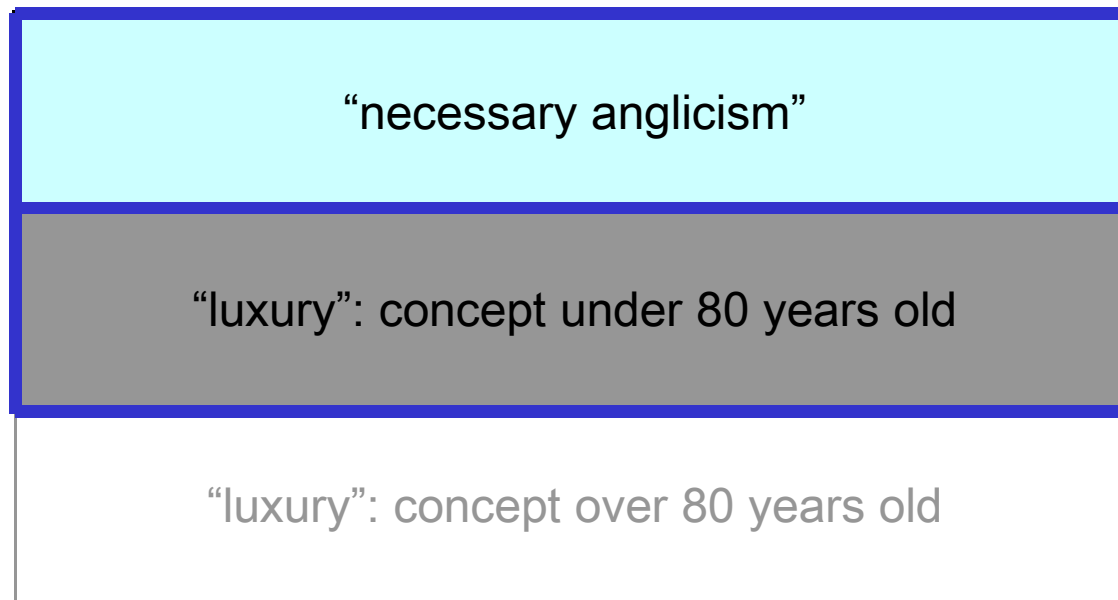 “necessary anglicism”
“luxury”: concept under 80 years old
“luxury”: concept over 80 years old